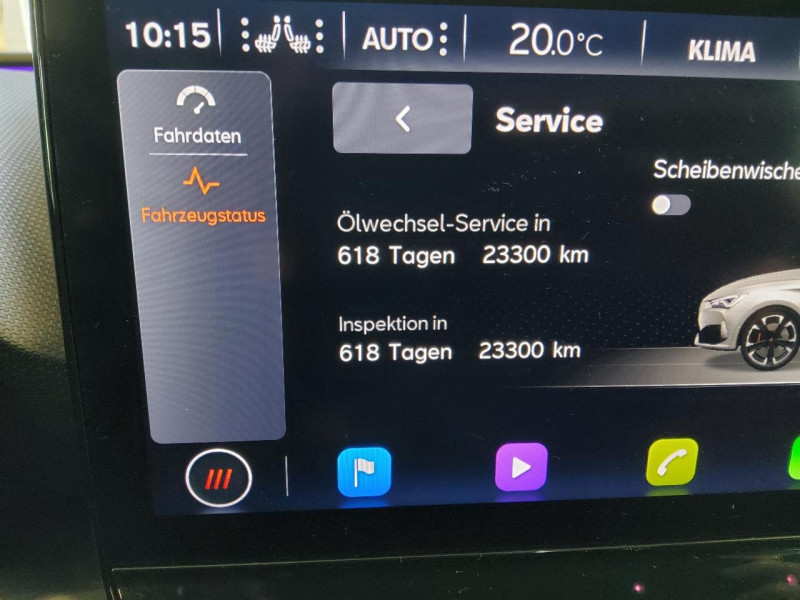 10:15 AUTO 20.0°C KLIMA
Fahrdaten
Fahrzeugstatus
Service
Scheibenwische
Ölwechsel-Service in
618 Tagen 23300 km
Inspektion in
618 Tagen 23300 km